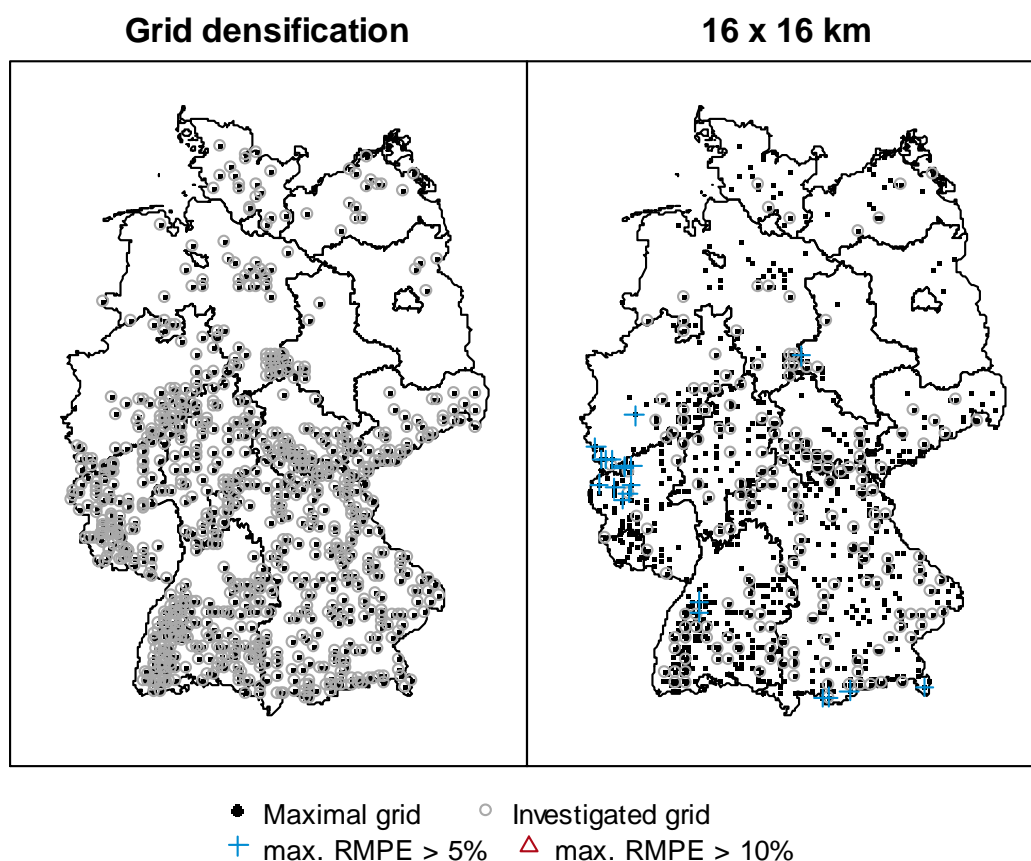 Grid densification
16 x 16 km
Maximal grid
Investigated grid
max. RMPE > 5%
max. RMPE > 10%